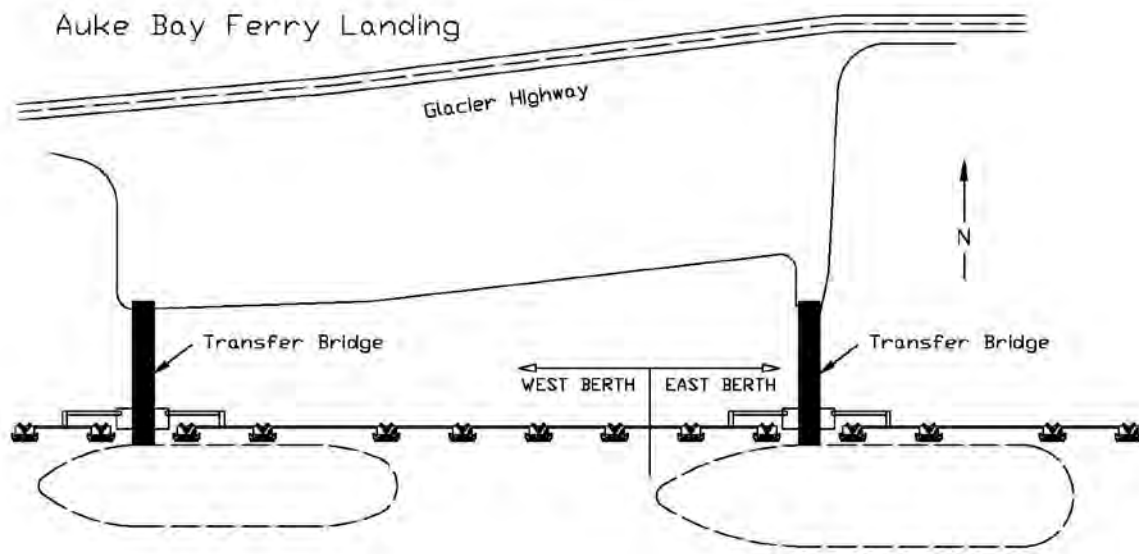 Auke Bay Ferry Landing
Glacier Highway
N
Transfer Bridge
Transfer Bridge
WEST BERTH
EAST BERTH